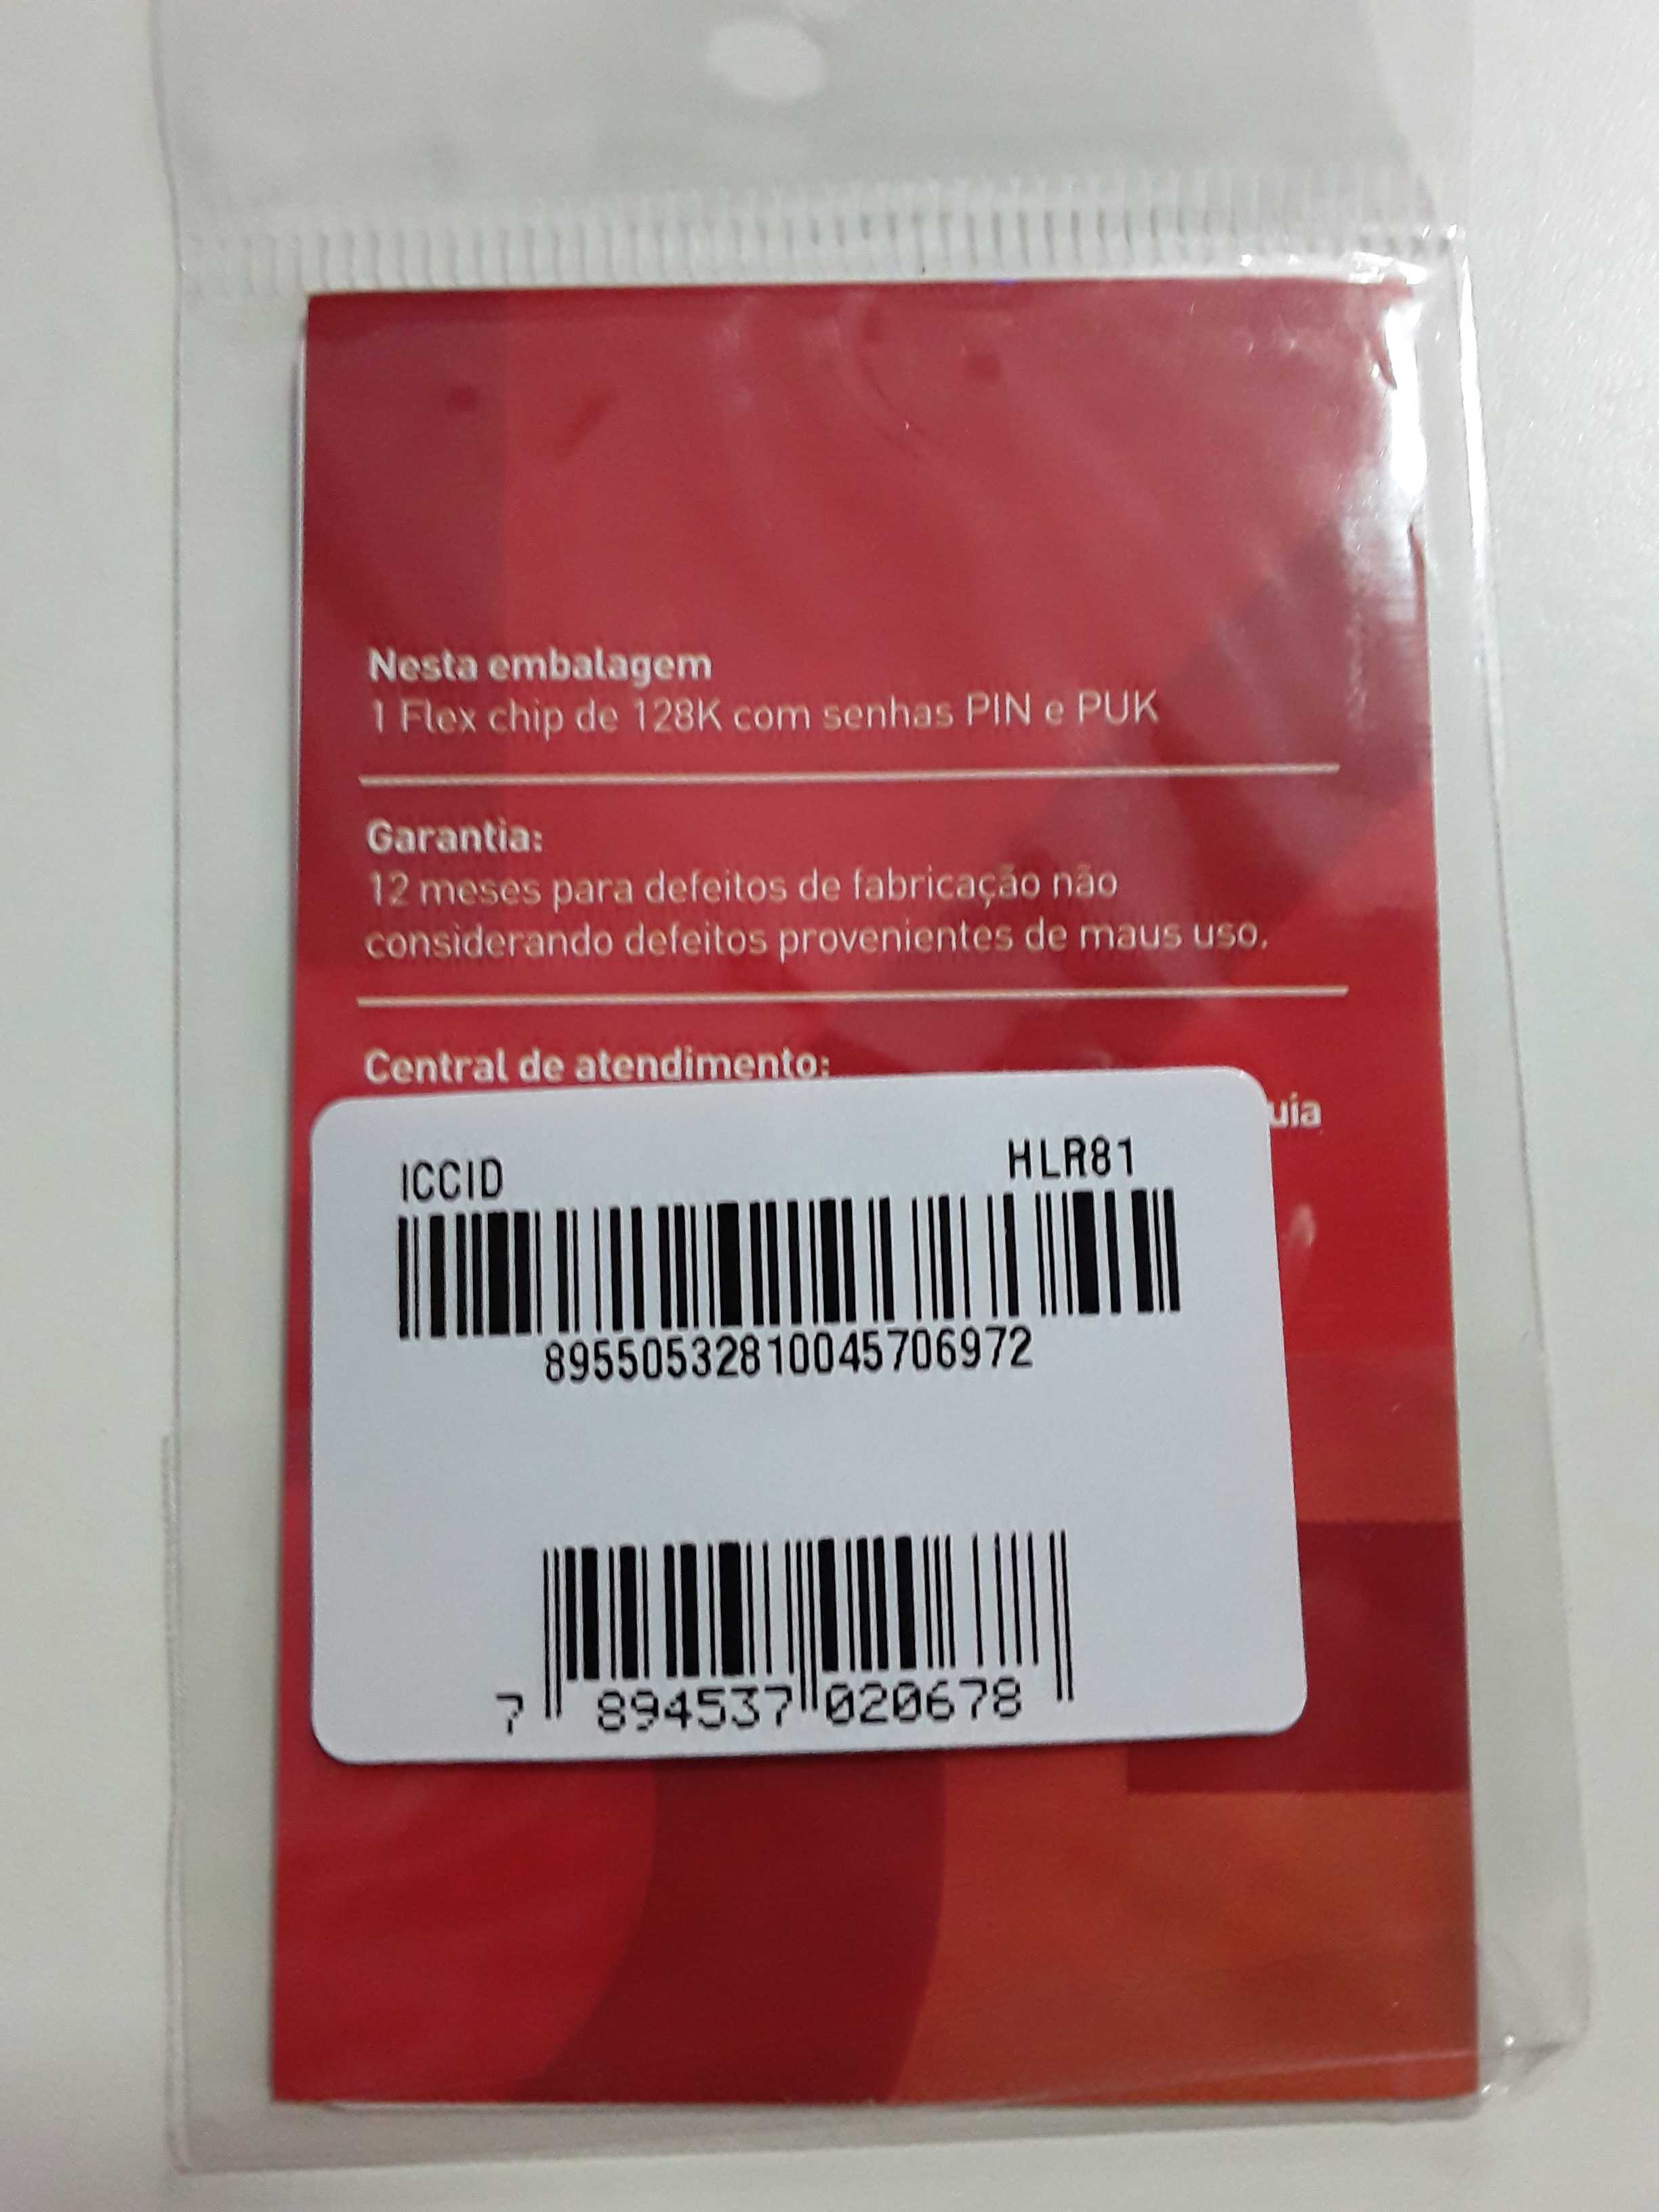 Nesta embalagem
1 Flex chip de 128K com senhas PIN e PUK
Garantia:
12 meses para defeitos de fabricação não
considerando defeitos provenientes de maus uso.
Central de atendimento:
uia
ICCID HLR81
89550532810045706972
7 894537 020678